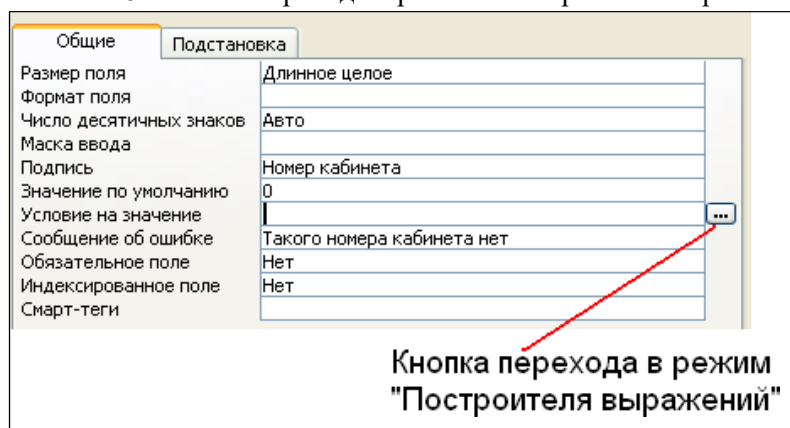 Общие Подстановка
Размер поля Длинное целое
Формат поля
Число десятичных знаков Авто
Маска ввода
Подпись Номер кабинета
Значение по умолчанию 0
Условие на значение ...
Сообщение об ошибке Такого номера кабинета нет
Обязательное поле Нет
Индексированное поле Нет
Смарт-теги
Кнопка перехода в режим
"Построителя выражений"